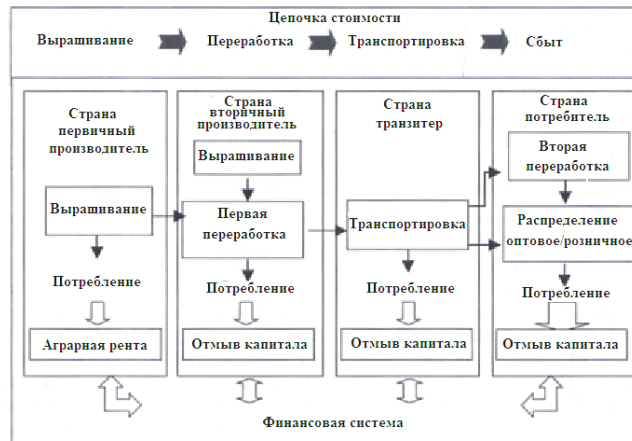 Цепочка стоимости
Выращивание
Переработка
Транспортировка
Сбыт
Страна
первичный
производитель
Выращивание
Потребление
Аграрная рента
Страна
вторичный
производитель
Выращивание
Первая
переработка
Потребление
Отмыв капитала
Страна
транзитер
Транспортировка
Потребление
Отмыв капитала
Страна
потребитель
Вторая
переработка
Распределение
оптовое/розничное
Потребление
Отмыв капитала
Финансовая система